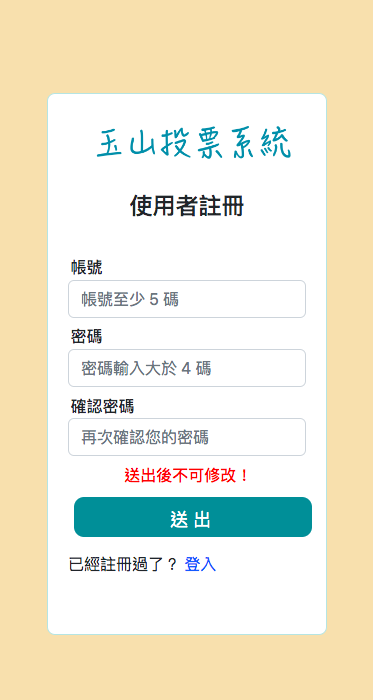 玉山投票系統
使用者註冊
帳號
帳號至少 5 碼
密碼
密碼輸入大於 4 碼
確認密碼
再次確認您的密碼
送出後不可修改！
送 出
已經註冊過了？ 登入